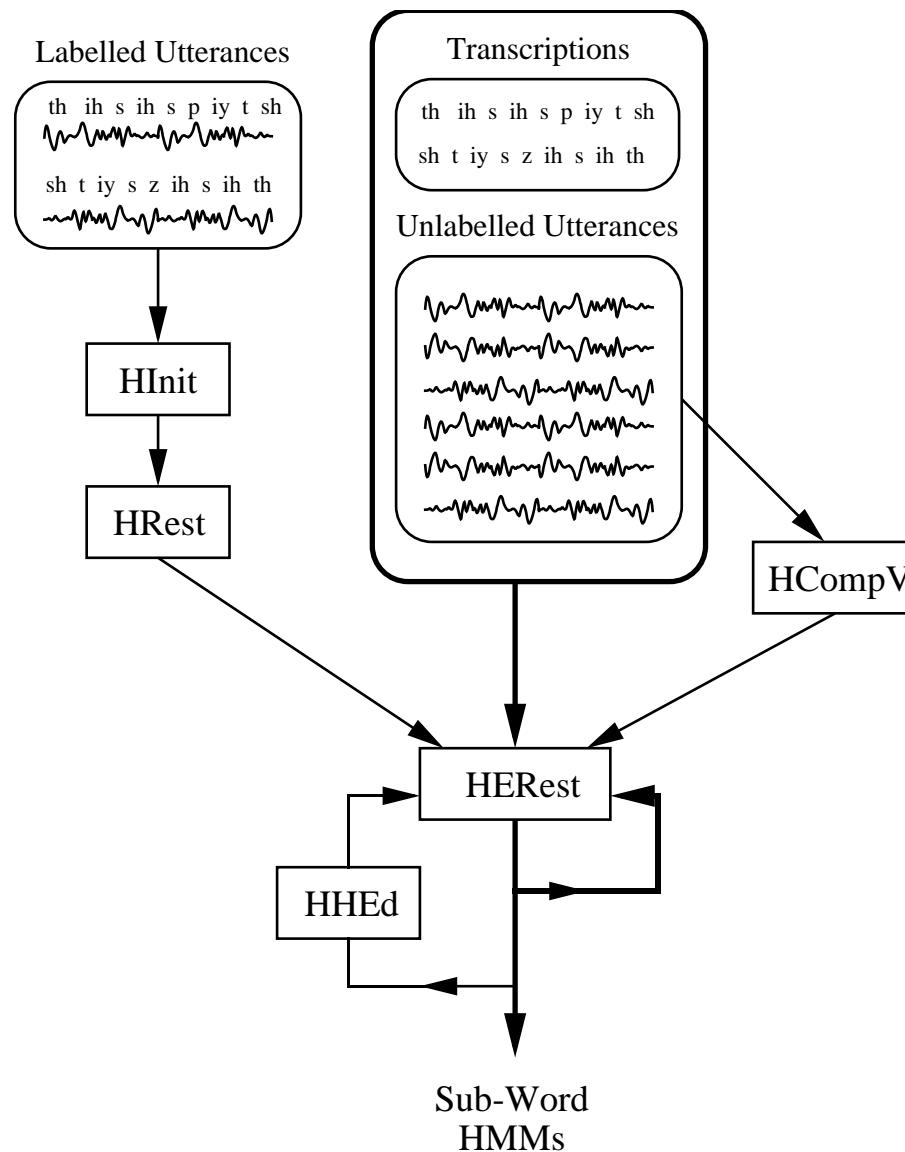 Labelled Utterances
th ih s ih s p iy t sh
sh t iy s z ih s ih th
Transcriptions
th ih s ih s p iy t sh
sh t iy s z ih s ih th
Unlabelled Utterances
HInit
HRest
HCompV
HERest
HHEd
Sub-Word
HMMs